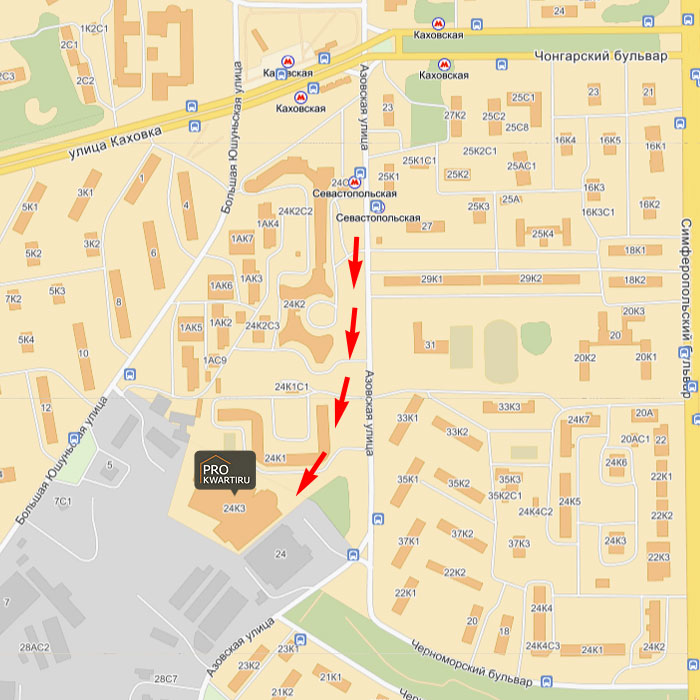 24
1К2С1
2С1
2С2
2С3
Каховская
Чонгарский бульвар
Каховская
Каховская
Каховская
улица Каховка
Большая Юшуньская улица
Азовская улица
23
27К2
25С1
25С2
25С8
23
21
16К4
16К5
16К1
25К2С1
25К1С1
25АС1
25К1
25К2
24С
Севастопольская
Севастопольская
3К1
1
4
5К1
24К2С2
1АК4
1АК7
25К3
25А
16К3
16К3С1
16К2
27
25К4
Симферопольский бульвар
5К2
3К2
6
18К1
29К1
29К2
18К2
1АК6
5К3
7К2
8
24К2
1АК5
1АК2
24К2С3
31
20
20К2
20К1
5К4
10
1АС9
24К1С1
Азовская улица
12
33К1
33К3
33К2
24К7
20А
20АС1
22
24К1
PRO
KWARTIRU
24К3
24
5
7С1
Большая Юшуньская улица
35К1
35К3
35К2С1
24С4С2
24К6
24К5
22К1
22К2
37К1
37К2
37К3
24К3
22К3
42К2
22К1
7
28АС2
28С7
Азовская улица
20
18
24К4
24К4С3
24К1
24К2
Черноморский бульвар
23К1
23К2
21К1
21К2